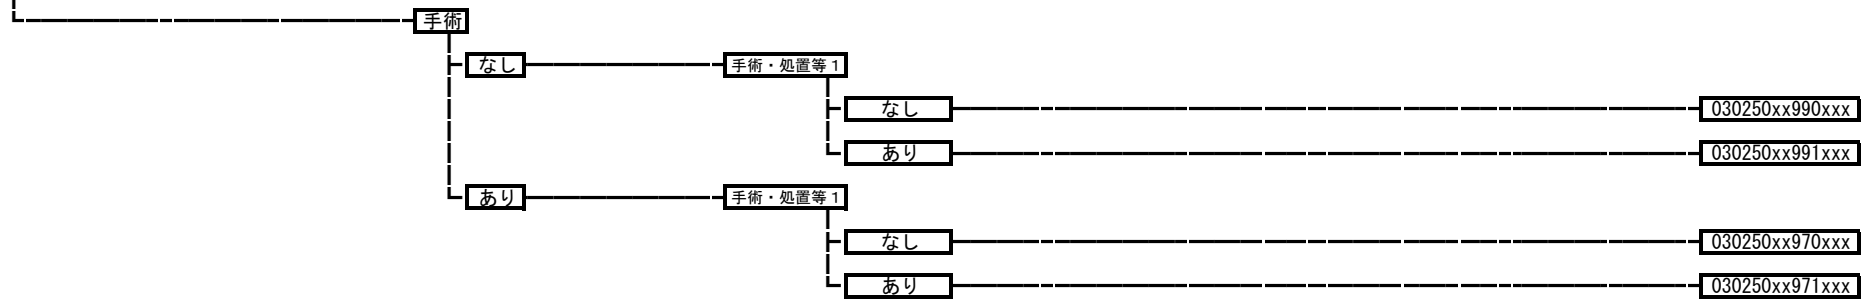 手術
なし 手術・処置等1
なし 030250xx990xxx
あり 030250xx991xxx
あり 手術・処置等1
なし 030250xx970xxx
あり 030250xx971xxx